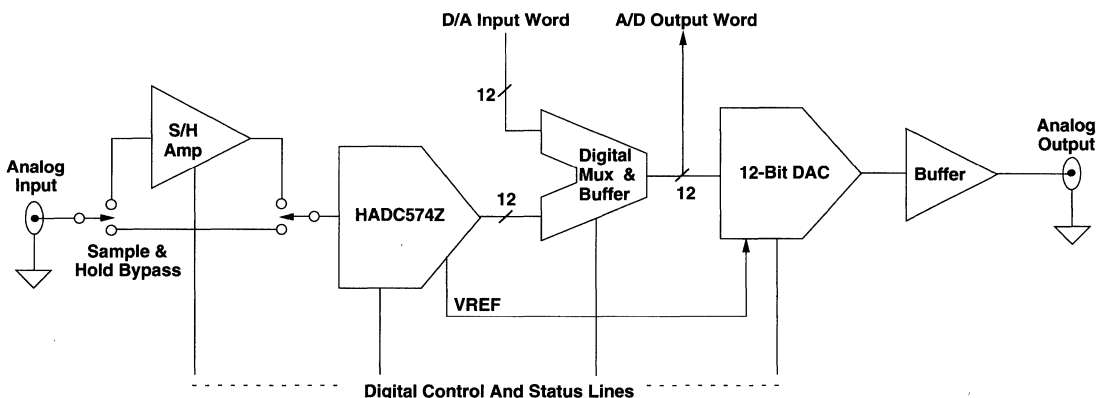 D/A Input Word
A/D Output Word
12
S/H
Amp
Analog
Input
Digital
Mux &
Buffer
12-Bit DAC
Buffer
Analog
Output
12
HADC574Z
12
Sample &
Hold Bypass
VREF
Digital Control And Status Lines